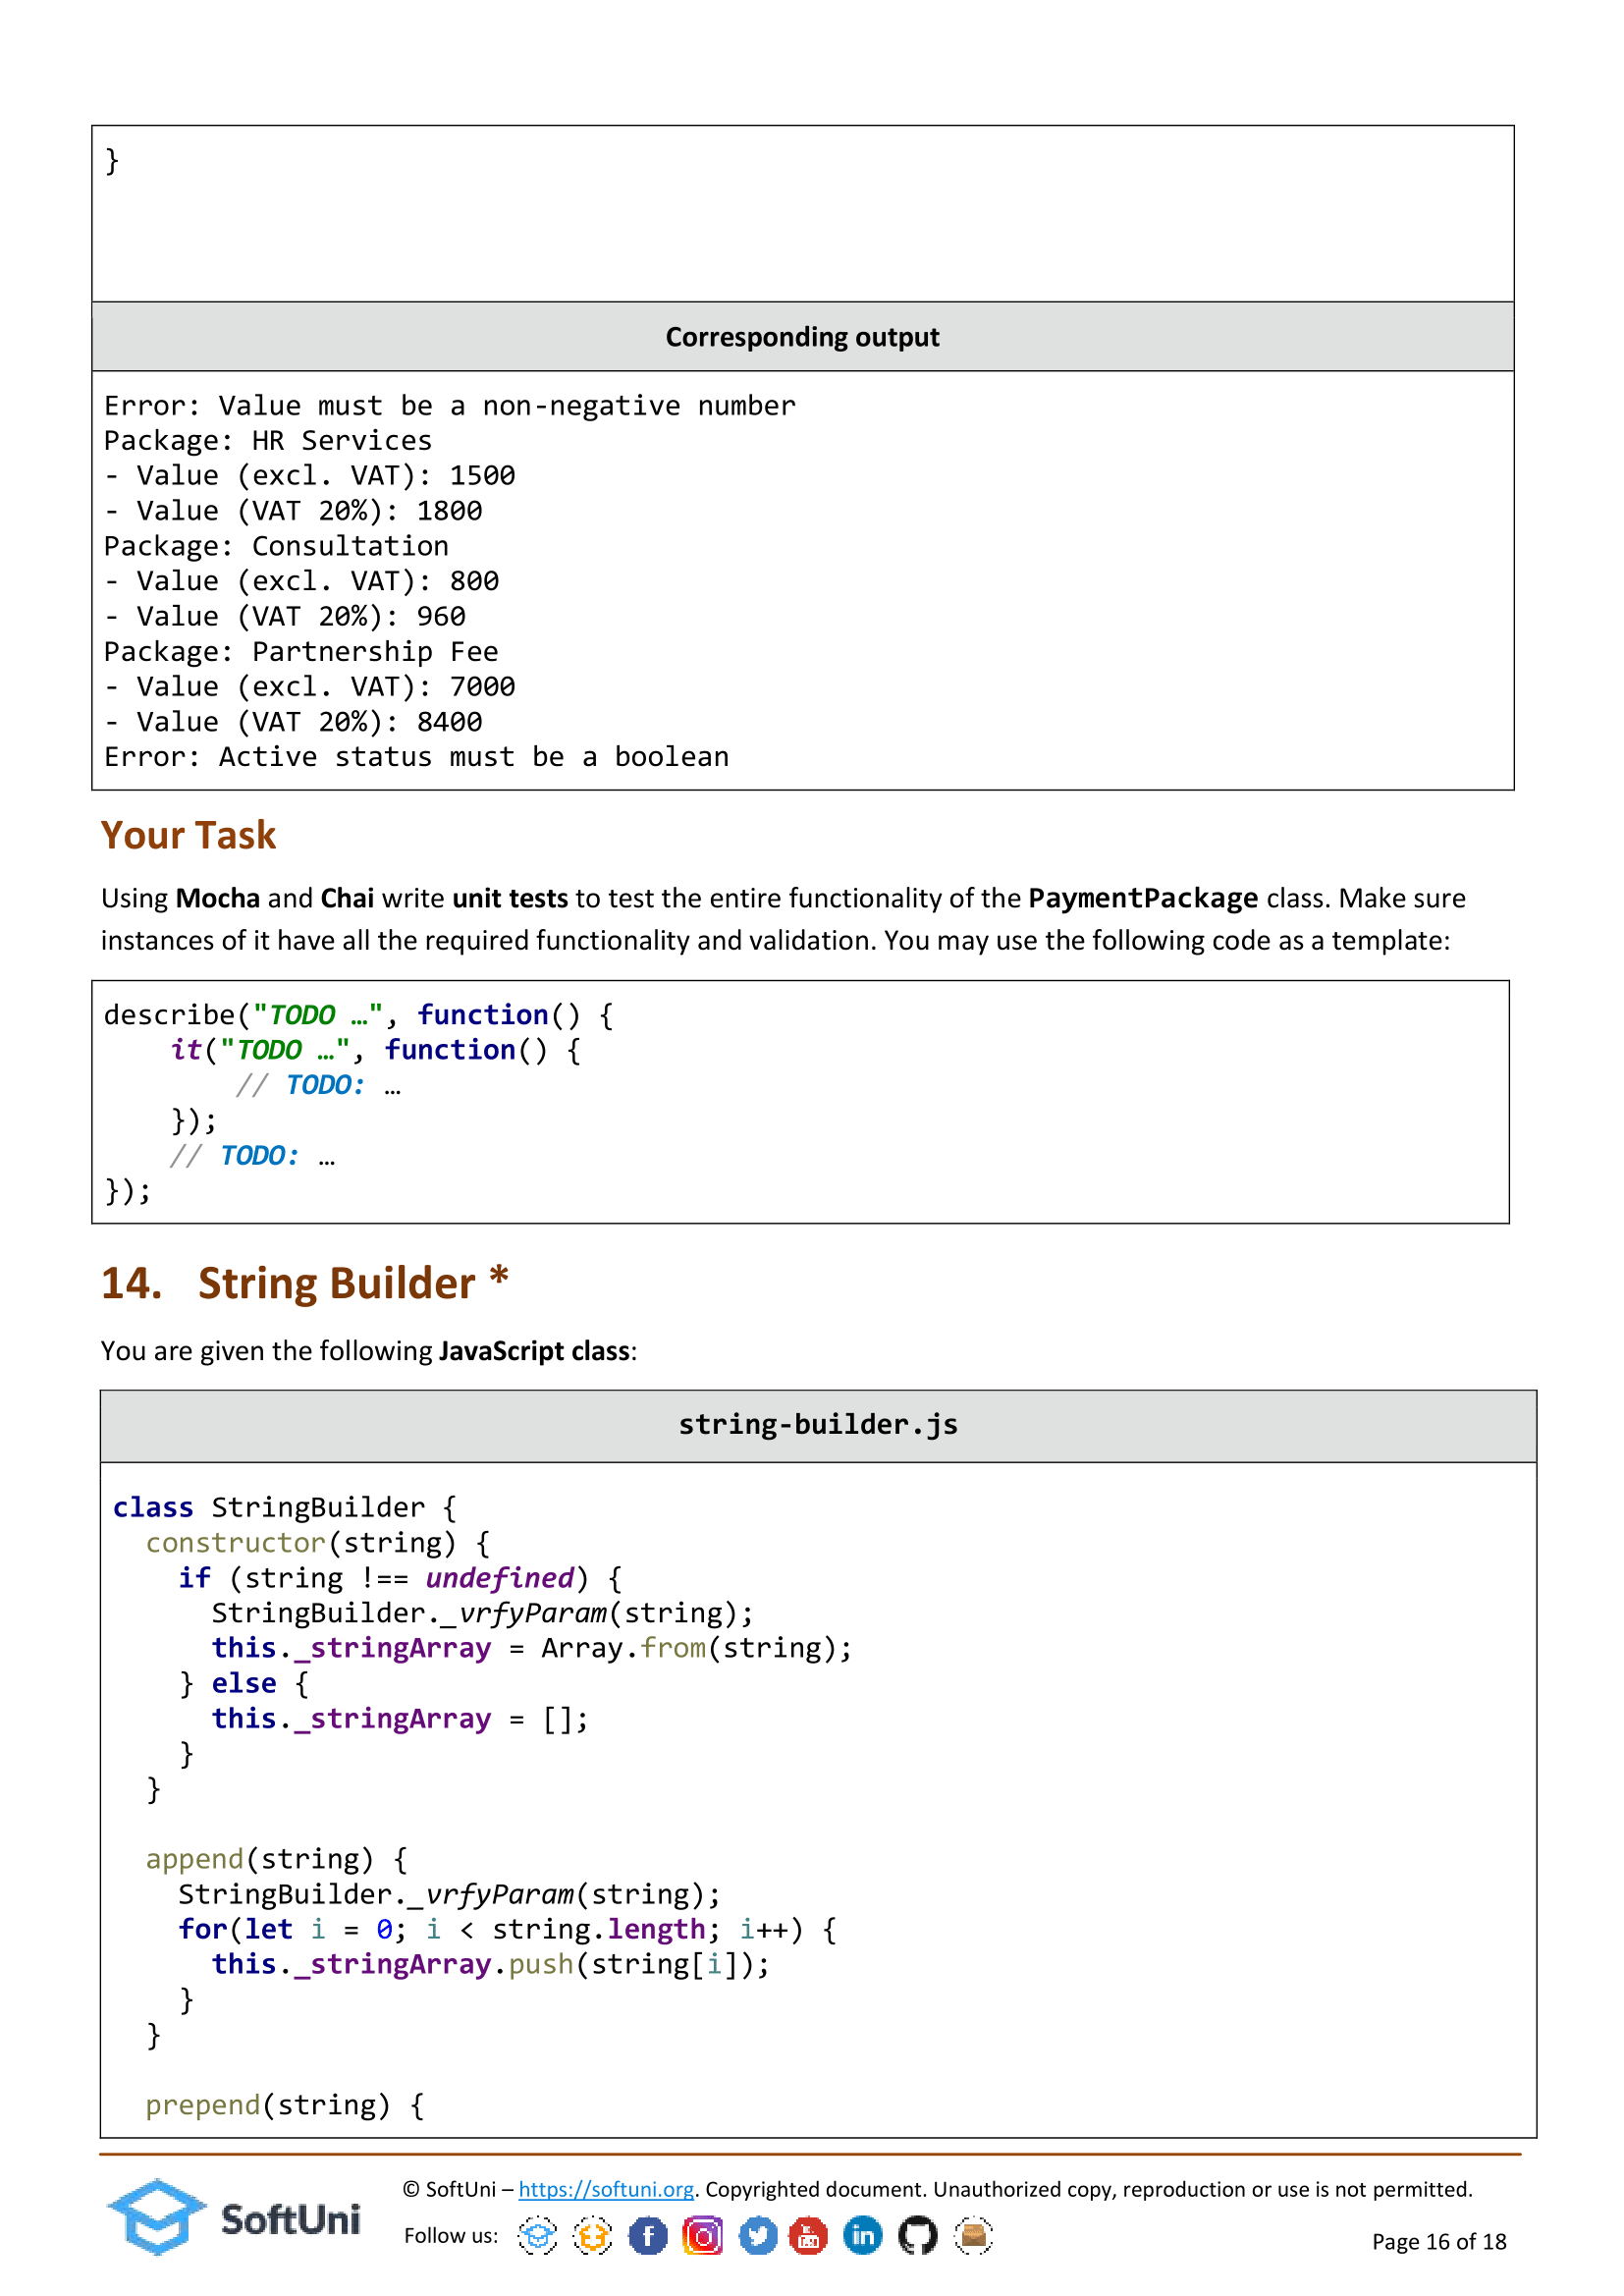 }
Corresponding output
Error: Value must be a non-negative number
Package: HR Services
- Value (excl. VAT): 1500
- Value (VAT 20%): 1800
Package: Consultation
- Value (excl. VAT): 800
- Value (VAT 20%): 960
Package: Partnership Fee
- Value (excl. VAT): 7000
- Value (VAT 20%): 8400
Error: Active status must be a boolean
Your Task
Using Mocha and Chai write unit tests to test the entire functionality of the PaymentPackage class. Make sure
instances of it have all the required functionality and validation. You may use the following code as a template:
describe("TODO …", function() {
    it("TODO …", function() {
        // TODO: …
    });
    // TODO: …
});
14. String Builder *
You are given the following JavaScript class:
string-builder.js
class StringBuilder {
  constructor(string) {
    if (string !== undefined) {
      StringBuilder._vrfyParam(string);
      this._stringArray = Array.from(string);
    } else {
      this._stringArray = [];
    }
  }
  append(string) {
    StringBuilder._vrfyParam(string);
    for(let i = 0; i < string.length; i++) {
      this._stringArray.push(string[i]);
    }
  }
  prepend(string) {
SoftUni
© SoftUni – https://softuni.org. Copyrighted document. Unauthorized copy, reproduction or use is not permitted.
Follow us:
Page 16 of 18